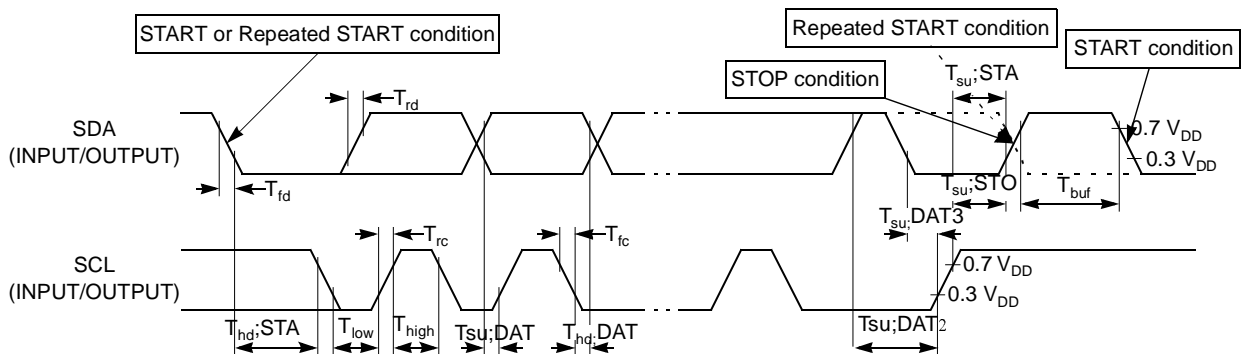 START or Repeated START condition
Repeated START condition
START condition
STOP condition
Tsu;STA
Trd
SDA
(INPUT/OUTPUT)
0.7 VDD
0.3 VDD
Tfd
Tsu;STO
Tbuf
Tsu;DAT3
Trc
Tfc
SCL
(INPUT/OUTPUT)
0.7 VDD
0.3 VDD
Thd;STA
Tlow
Thigh
Tsu;DAT
Thd;DAT
Tsu;DAT2